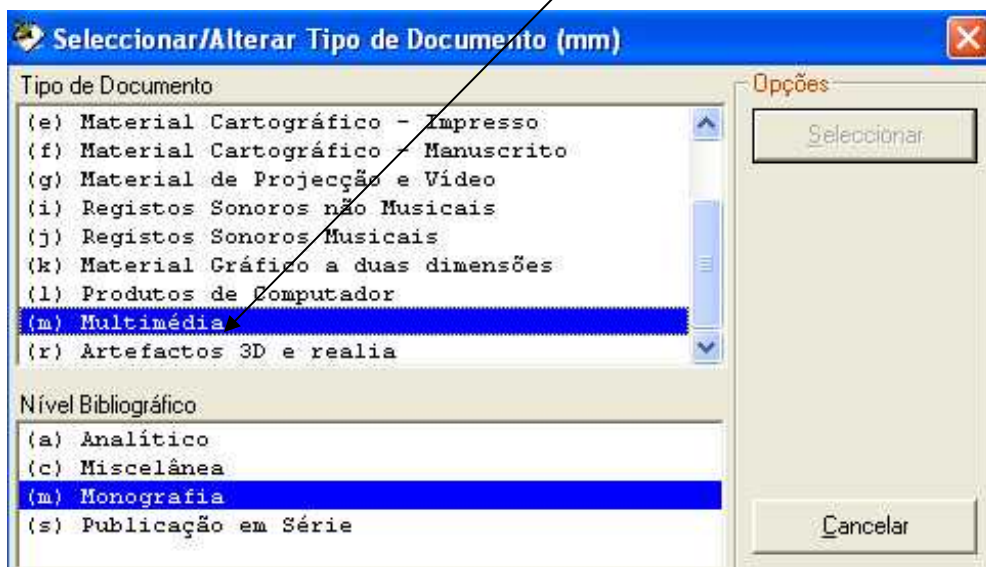 Seleccionar/Alterar Tipo de Documento (mm)
Tipo de Documento
(e) Material Cartográfico - Impresso
(f) Material Cartográfico - Manuscrito
(g) Material de Projecção e Vídeo
(i) Registos Sonoros não Musicais
(j) Registos Sonoros Musicais
(k) Material Gráfico a duas dimensões
(l) Produtos de Computador
(m) Multimédia
(r) Artefactos 3D e realia
Opções
Seleccionar
Nível Bibliográfico
(a) Analítico
(c) Miscelânea
(m) Monografia
(s) Publicação em Série
Cancelar